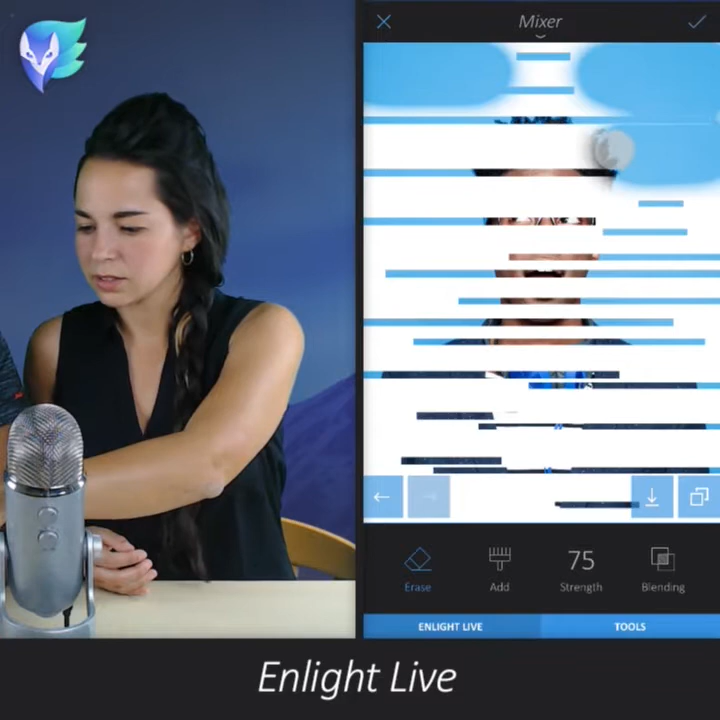 Mixer
75
Erase
Add
Strength
Blending
ENLIGHT LIVE
TOOLS
Enlight Live